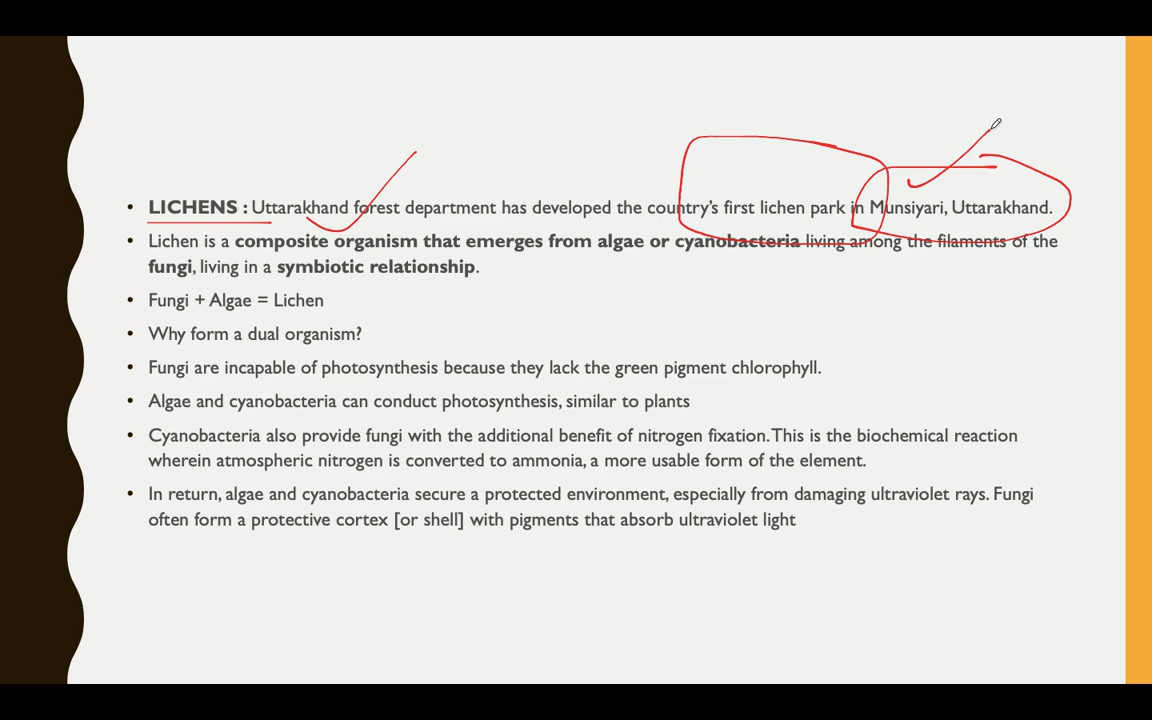 • LICHENS : Uttarakhand forest department has developed the country's first lichen park in Munsiyari, Uttarakhand.
• Lichen is a composite organism that emerges from algae or cyanobacteria living among the filaments of the
fungi, living in a symbiotic relationship.
• Fungi + Algae = Lichen
• Why form a dual organism?
• Fungi are incapable of photosynthesis because they lack the green pigment chlorophyll.
• Algae and cyanobacteria can conduct photosynthesis, similar to plants
• Cyanobacteria also provide fungi with the additional benefit of nitrogen fixation. This is the biochemical reaction
wherein atmospheric nitrogen is converted to ammonia, a more usable form of the element.
• In return, algae and cyanobacteria secure a protected environment, especially from damaging ultraviolet rays. Fungi
often form a protective cortex [or shell] with pigments that absorb ultraviolet light